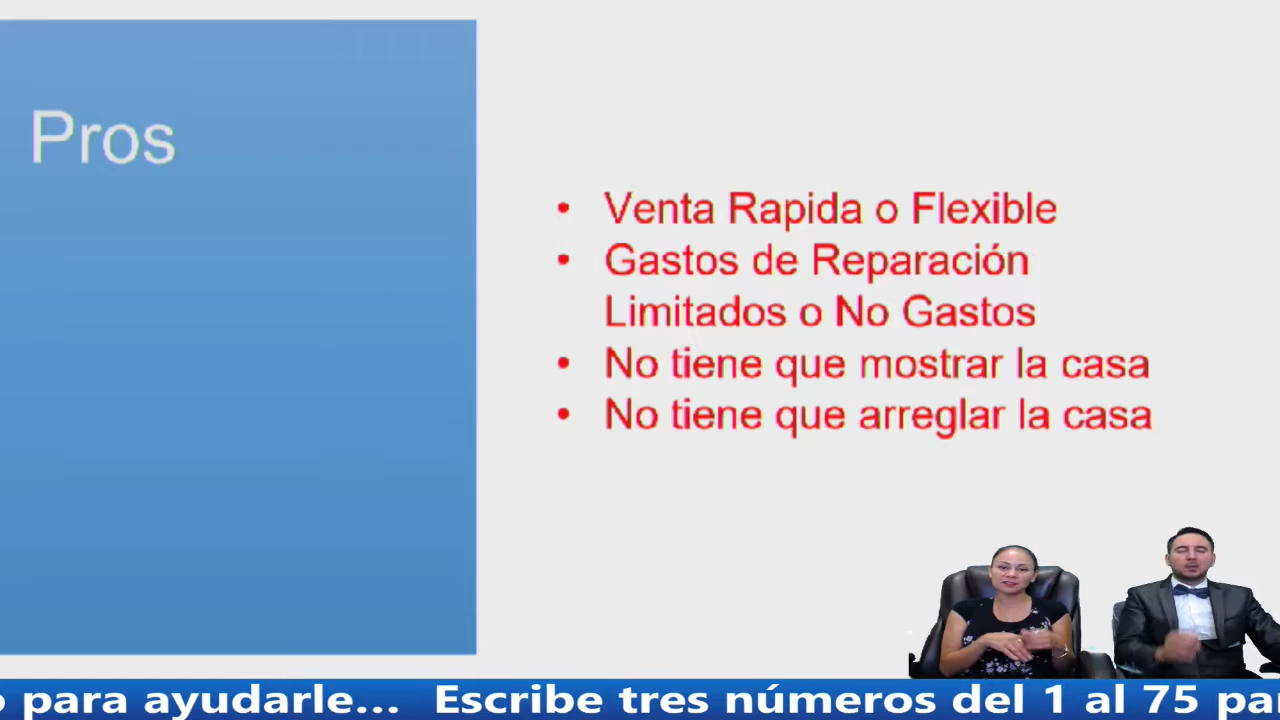 Pros
• Venta Rapida o Flexible
• Gastos de Reparación
Limitados o No Gastos
• No tiene que mostrar la casa
• No tiene que arreglar la casa
para ayudarle... Escribe tres números del 1 al 75